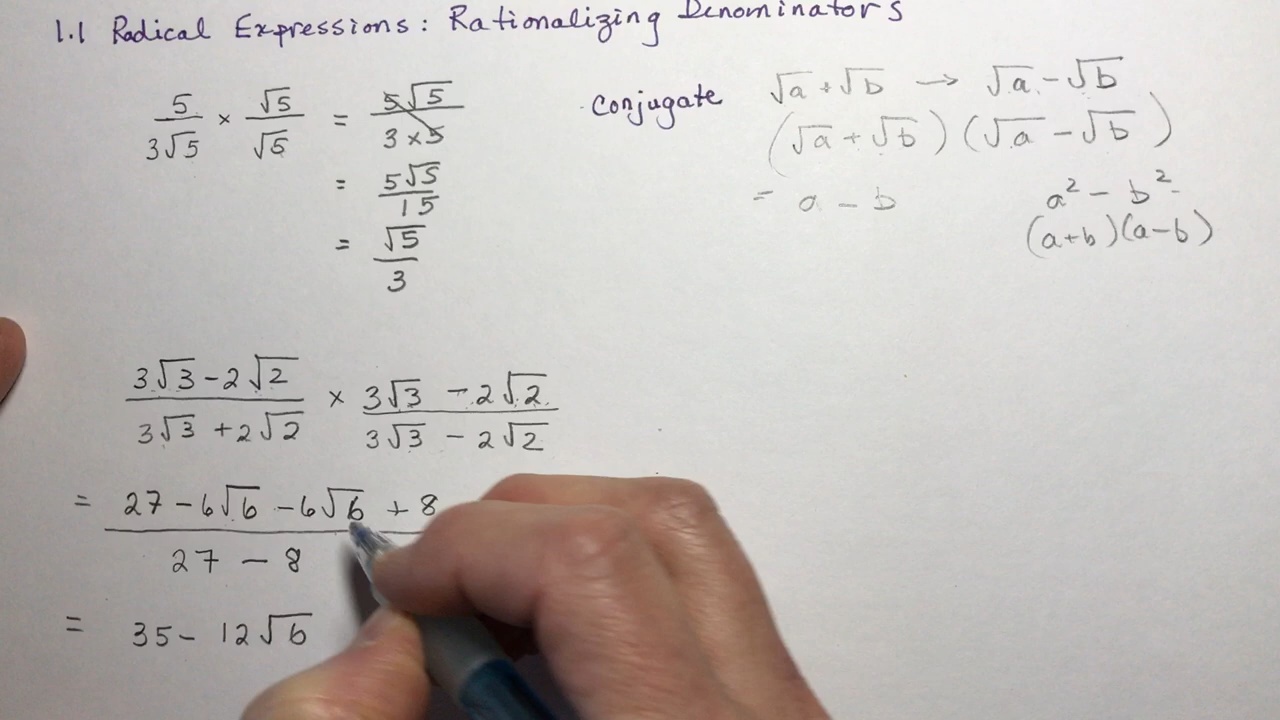 1.1 Radical Expressions: Rationalizing Denominators
5/3√5 × √5/√5 = 5√5/3×5
= 5√5/15
= √5/3
Conjugate √a + √b → √a - √b
(√a + √b)(√a - √b)
= a - b
a² - b²
(a+b)(a-b)
3√3 - 2√2/3√3 + 2√2 × 3√3 - 2√2/3√3 - 2√2
= 27 - 6√6 - 6√6 + 8/27 - 8
= 35 - 12√6